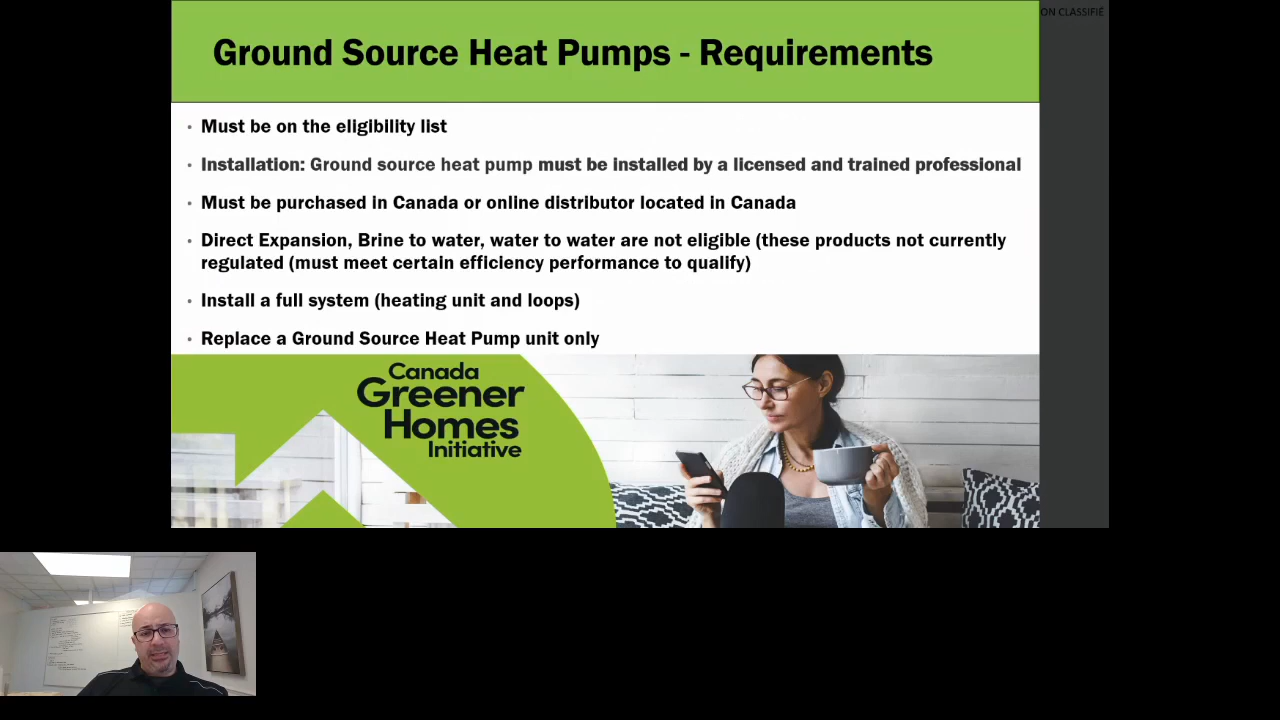 ON CLASSIFIÉ
Ground Source Heat Pumps - Requirements
• Must be on the eligibility list
• Installation: Ground source heat pump must be installed by a licensed and trained professional
• Must be purchased in Canada or online distributor located in Canada
• Direct Expansion, Brine to water, water to water are not eligible (these products not currently
regulated (must meet certain efficiency performance to qualify)
• Install a full system (heating unit and loops)
• Replace a Ground Source Heat Pump unit only
Canada
Greener
Homes
Initiative